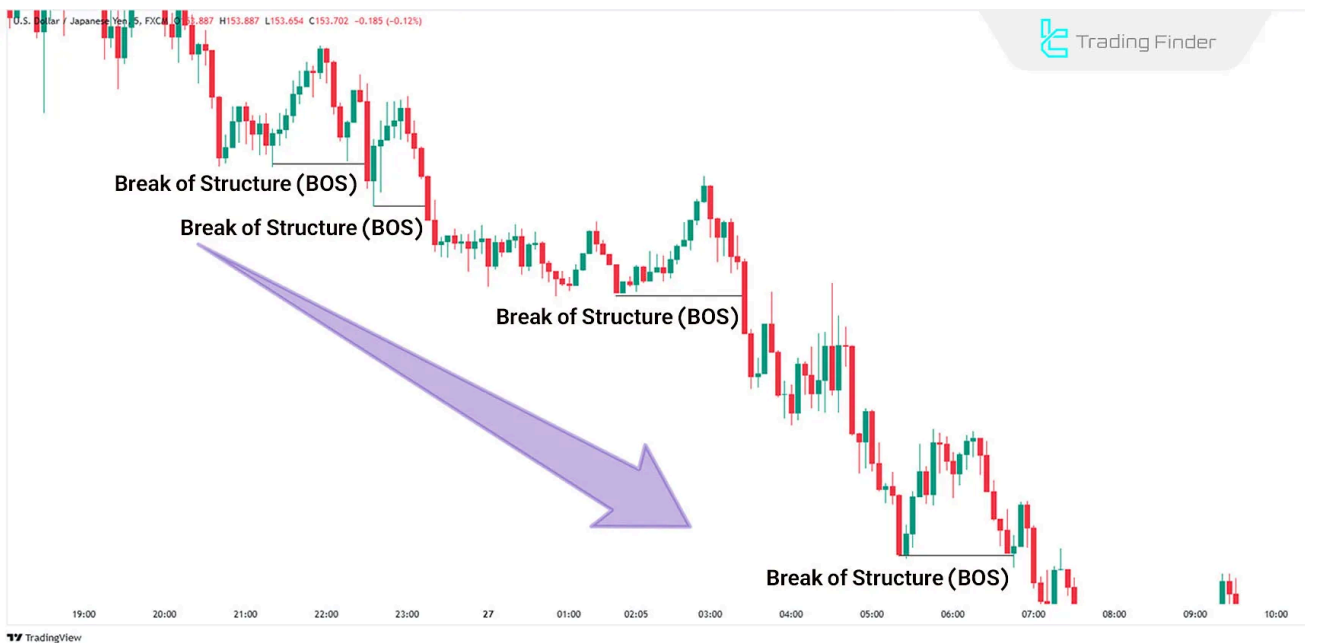 U.S. Dollar / Japanese Yen, 5, FXCM H153.887 L153.654 C153.702 -0.185 (-0.12%)
Trading Finder
Break of Structure (BOS)
Break of Structure (BOS)
Break of Structure (BOS)
Break of Structure (BOS)
19:00 20:00 21:00 22:00 23:00 27 01:00 02:05 03:00 04:00 05:00 06:00 07:00 08:00 09:00 10:00
TradingView